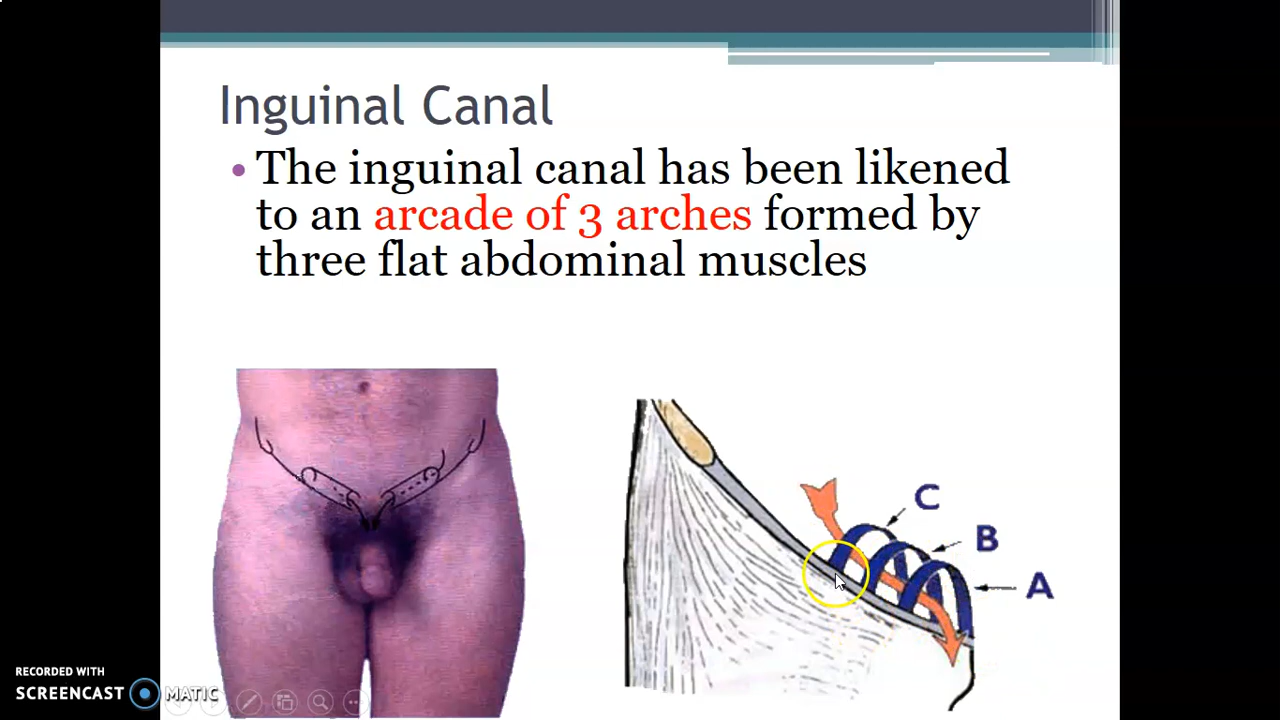 Inguinal Canal
• The inguinal canal has been likened
to an arcade of 3 arches formed by
three flat abdominal muscles
C
B
A
RECORDED WITH
SCREENCAST MATIC